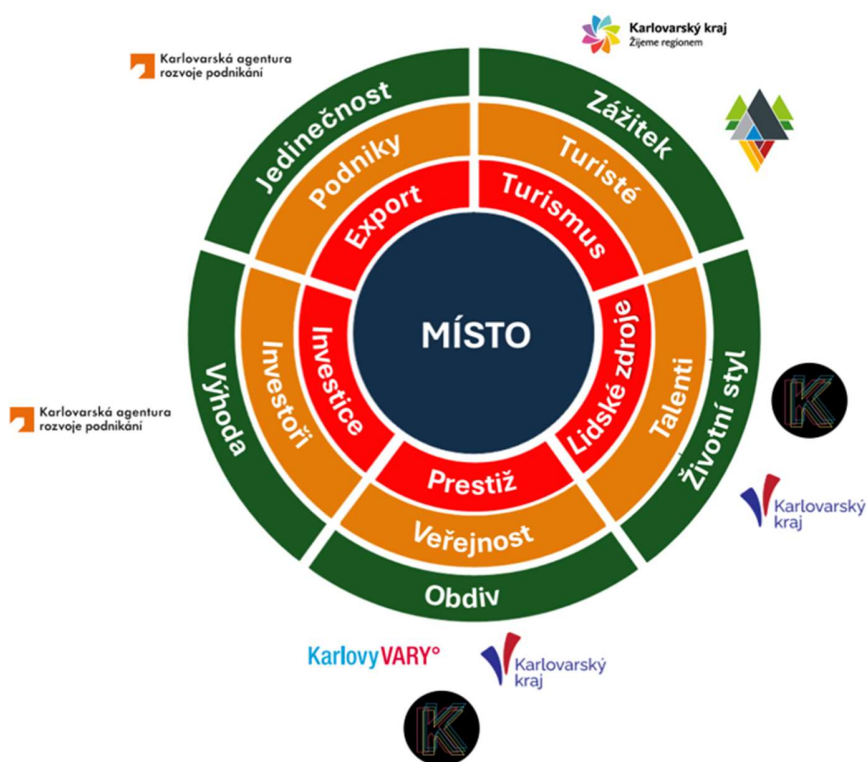 Karlovarský kraj
Žijeme regionem
Karlovarská agentura
rozvoje podnikání
Jedinečnost
Zážitek
Podniky
Turisté
Export
Turismus
MÍSTO
Výhoda
Investoři
Investice
Lidské zdroje
Talenti
Životní styl
Karlovarská agentura
rozvoje podnikání
K
Prestiž
Veřejnost
Obdiv
Karlovarský
kraj
KarlovyVARY°
Karlovarský
kraj
K